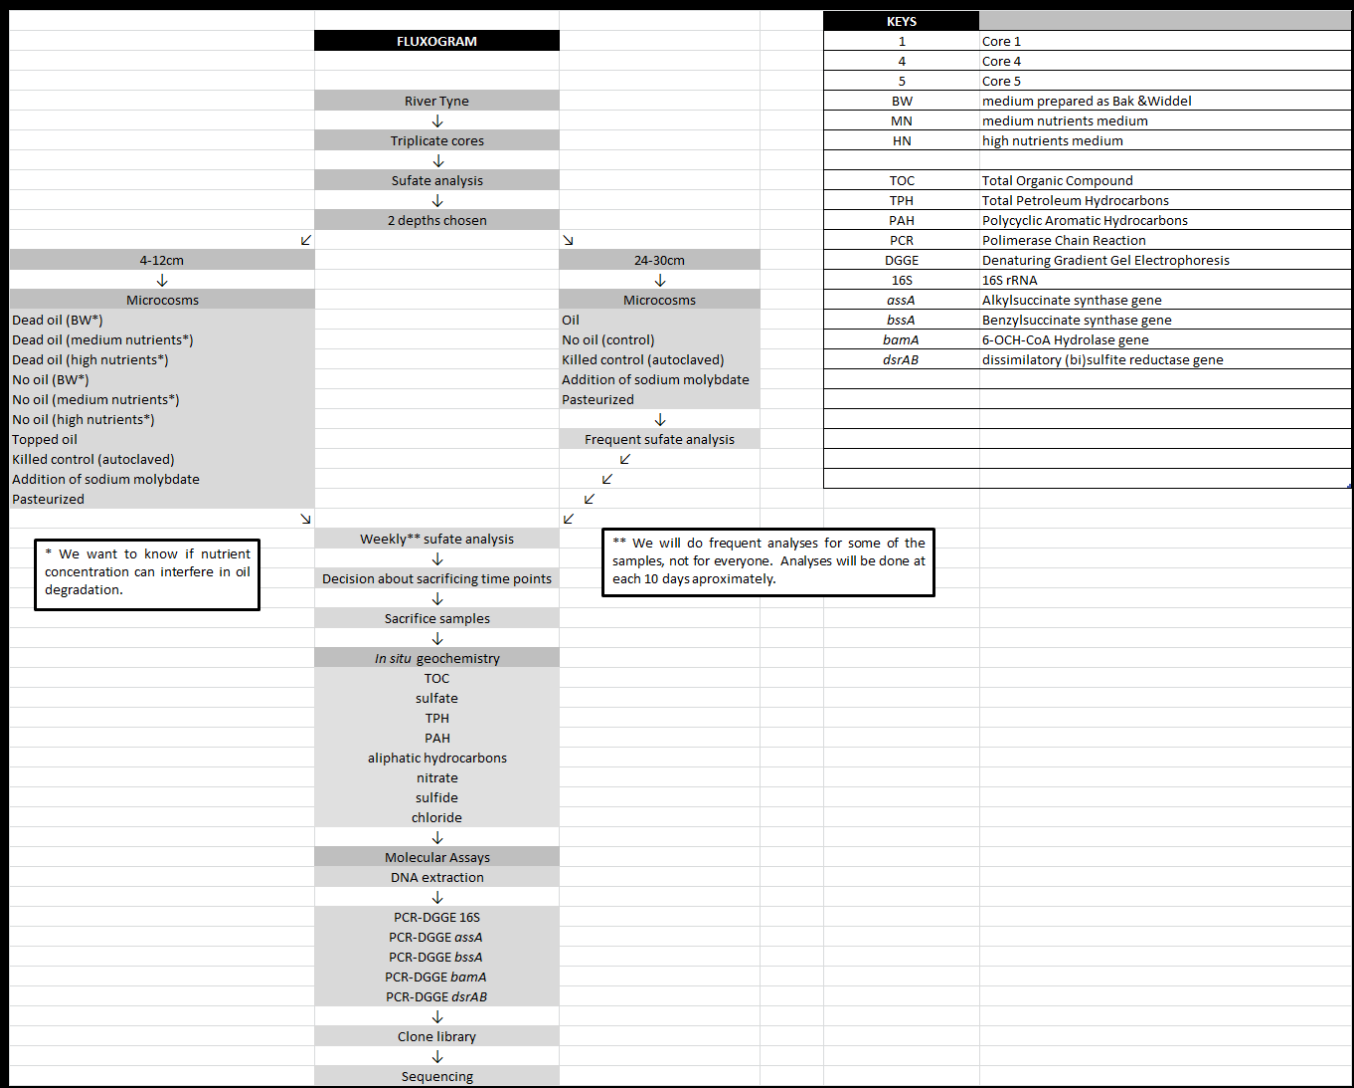 FLUXOGRAM
River Tyne
↓
Triplicate cores
↓
Sufate analysis
↓
2 depths chosen
↙ ↘
4-12cm
↓
Microcosms
Dead oil (BW*)
Dead oil (medium nutrients*)
Dead oil (high nutrients*)
No oil (BW*)
No oil (medium nutrients*)
No oil (high nutrients*)
Topped oil
Killed control (autoclaved)
Addition of sodium molybdate
Pasteurized
↘
24-30cm
↓
Microcosms
Oil
No oil (control)
Killed control (autoclaved)
Addition of sodium molybdate
Pasteurized
↓
Frequent sufate analysis
↙
↙
↙
↙
* We want to know if nutrient
concentration can interfere in oil
degradation.
** We will do frequent analyses for some of the
samples, not for everyone. Analyses will be done at
each 10 days aproximately.
Weekly** sufate analysis
↓
Decision about sacrificing time points
↓
Sacrifice samples
↓
In situ geochemistry
TOC
sulfate
TPH
PAH
aliphatic hydrocarbons
nitrate
sulfide
chloride
↓
Molecular Assays
DNA extraction
↓
PCR-DGGE 16S
PCR-DGGE assA
PCR-DGGE bssA
PCR-DGGE bamA
PCR-DGGE dsrAB
↓
Clone library
↓
Sequencing
KEYS
1 Core 1
4 Core 4
5 Core 5
BW medium prepared as Bak &Widdel
MN medium nutrients medium
HN high nutrients medium
TOC Total Organic Compound
TPH Total Petroleum Hydrocarbons
PAH Polycyclic Aromatic Hydrocarbons
PCR Polimerase Chain Reaction
DGGE Denaturing Gradient Gel Electrophoresis
16S 16S rRNA
assA Alkylsuccinate synthase gene
bssA Benzylsuccinate synthase gene
bamA 6-OCH-CoA Hydrolase gene
dsrAB dissimilatory (bi)sulfite reductase gene